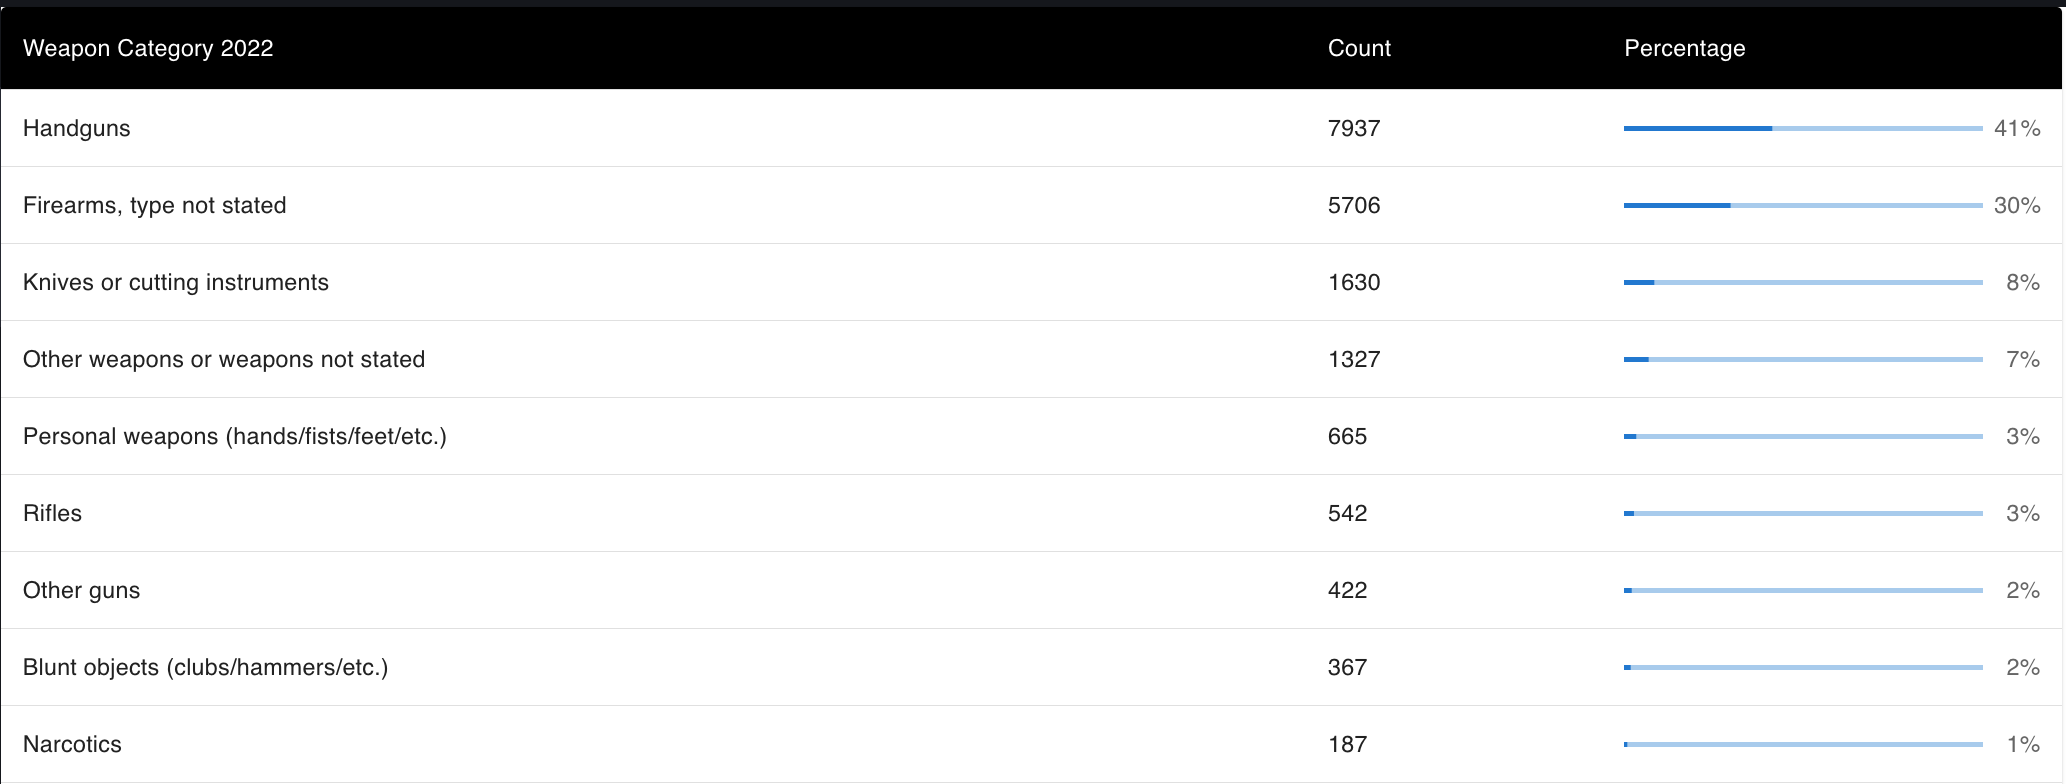 Weapon Category 2022 Count Percentage
Handguns 7937 41%
Firearms, type not stated 5706 30%
Knives or cutting instruments 1630 8%
Other weapons or weapons not stated 1327 7%
Personal weapons (hands/fists/feet/etc.) 665 3%
Rifles 542 3%
Other guns 422 2%
Blunt objects (clubs/hammers/etc.) 367 2%
Narcotics 187 1%